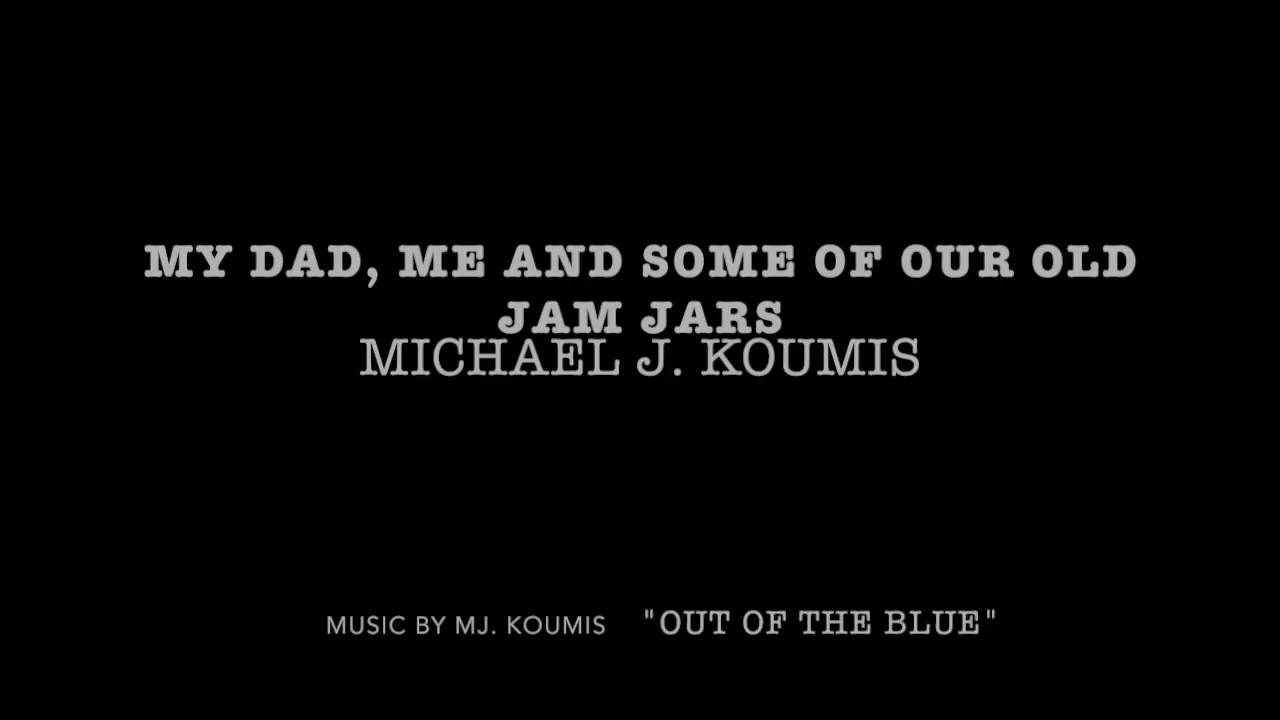 MY DAD, ME AND SOME OF OUR OLD
JAM JARS
MICHAEL J. KOUMIS
MUSIC BY MJ. KOUMIS "OUT OF THE BLUE"